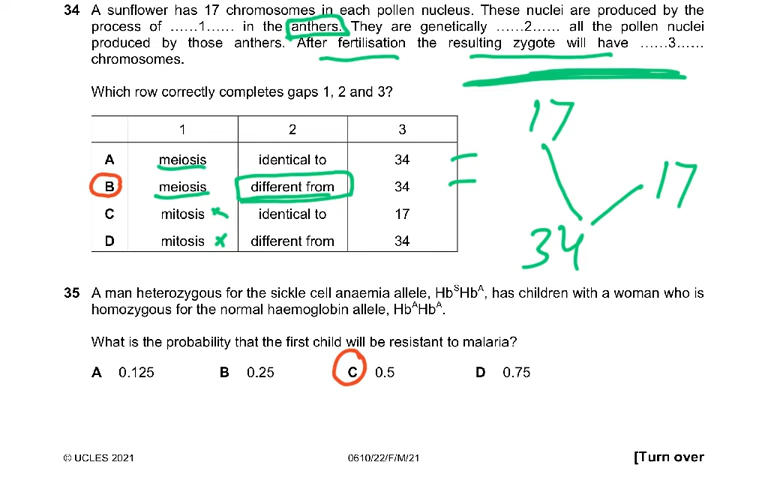 34 A sunflower has 17 chromosomes in each pollen nucleus. These nuclei are produced by the
process of ......1...... in the anthers. They are genetically ......2...... all the pollen nuclei
produced by those anthers. After fertilisation the resulting zygote will have ......3......
chromosomes.
Which row correctly completes gaps 1, 2 and 3?
1 2 3
A meiosis identical to 34
B meiosis different from 34
C mitosis identical to 17
D mitosis different from 34
17
17
34
35 A man heterozygous for the sickle cell anaemia allele, HbSHbA, has children with a woman who is
homozygous for the normal haemoglobin allele, HbAHbA.
What is the probability that the first child will be resistant to malaria?
A 0.125 B 0.25 C 0.5 D 0.75
© UCLES 2021 0610/22/F/M/21 [Turn over